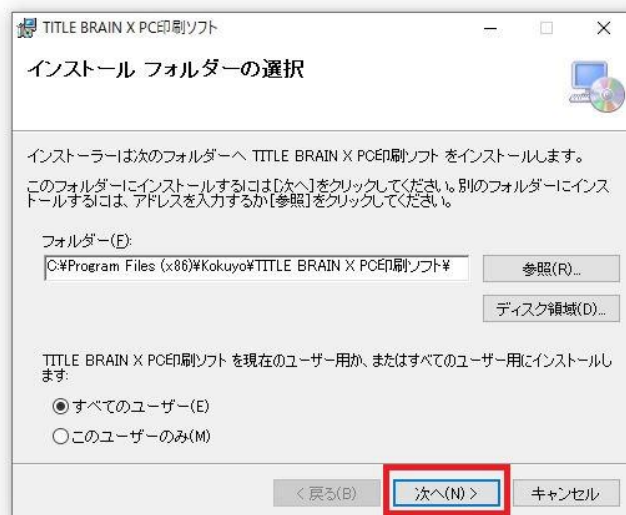 TITLE BRAIN X PC印刷ソフト
インストール フォルダーの選択
インストーラーは次のフォルダーへ TITLE BRAIN X PC印刷ソフト をインストールします。
このフォルダーにインストールするには[次へ]をクリックしてください。別のフォルダーにインス
トールするには、アドレスを入力するか[参照]をクリックしてください。
フォルダー(F):
C:¥Program Files (x86)¥Kokuyo¥TITLE BRAIN X PC印刷ソフト¥
参照(R)...
ディスク領域(D)...
TITLE BRAIN X PC印刷ソフト を現在のユーザー用か、またはすべてのユーザー用にインストールし
ます:
すべてのユーザー(E)
このユーザーのみ(M)
< 戻る(B)
次へ(N) >
キャンセル